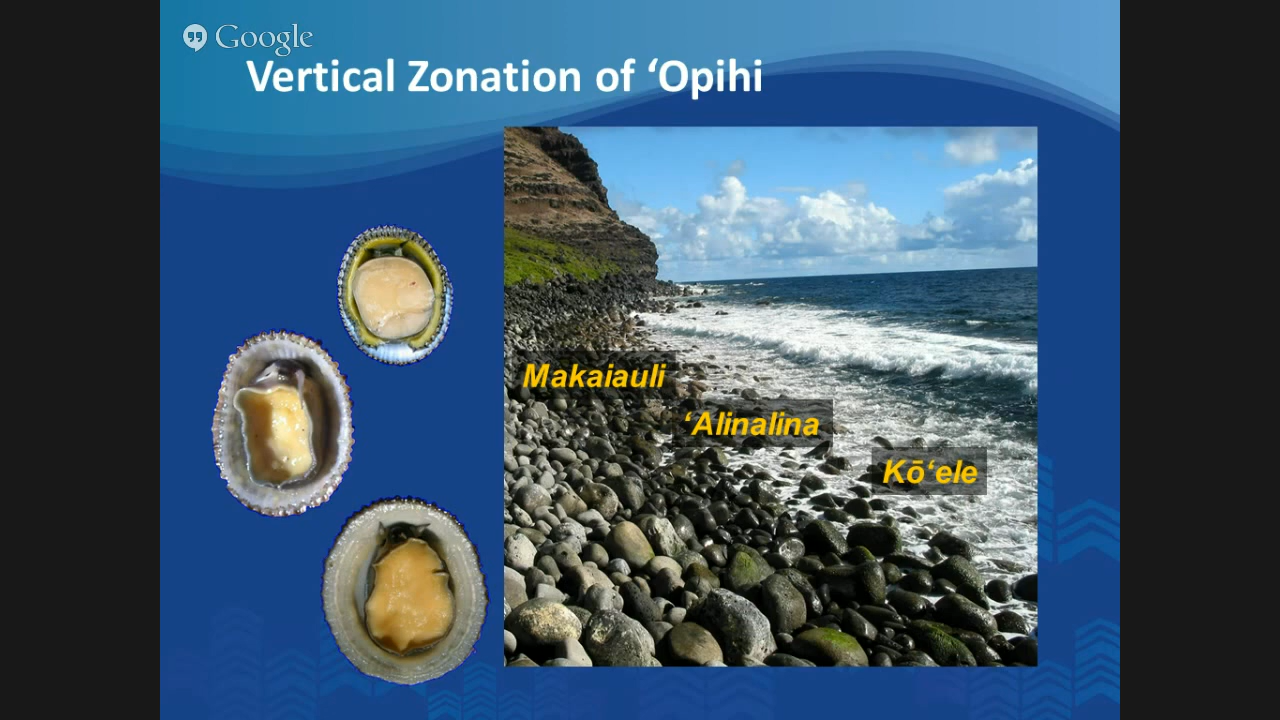 Google
Vertical Zonation of ‘Opihi
Makaiauli
‘Alinalina
Kō‘ele